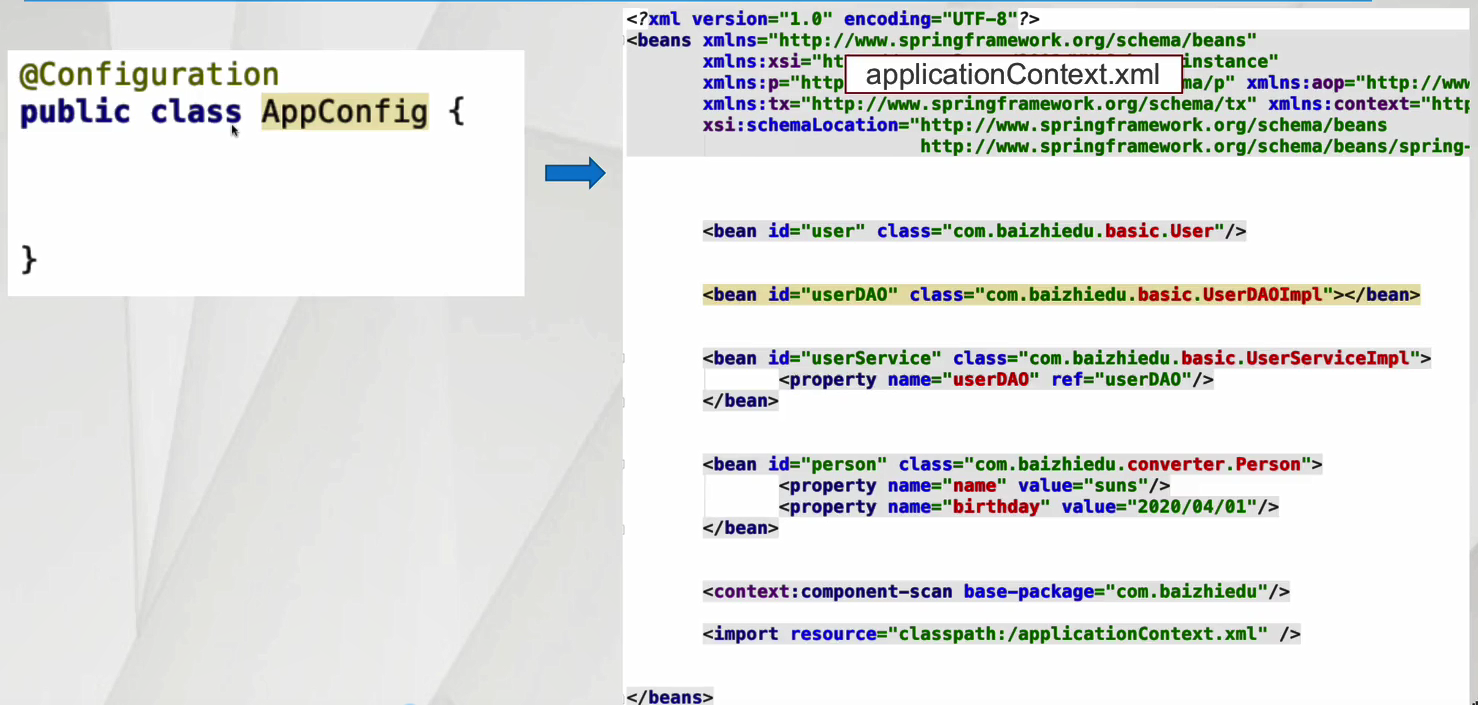 @Configuration
public class AppConfig {
}
<?xml version="1.0" encoding="UTF-8"?>
<beans xmlns="http://www.springframework.org/schema/beans"
xmlns:xsi="ht instance"
applicationContext.xml
xmlns:p="http ma/p" xmlns:aop="http://www
xmlns:tx="http://www.springframework.org/schema/tx" xmlns:context="http
xsi:schemaLocation="http://www.springframework.org/schema/beans
http://www.springframework.org/schema/beans/spring-
<bean id="user" class="com.baizhiedu.basic.User"/>
<bean id="userDAO" class="com.baizhiedu.basic.UserDAOImpl"></bean>
<bean id="userService" class="com.baizhiedu.basic.UserServiceImpl">
<property name="userDAO" ref="userDAO"/>
</bean>
<bean id="person" class="com.baizhiedu.converter.Person">
<property name="name" value="suns"/>
<property name="birthday" value="2020/04/01"/>
</bean>
<context:component-scan base-package="com.baizhiedu"/>
<import resource="classpath:/applicationContext.xml" />
</beans>